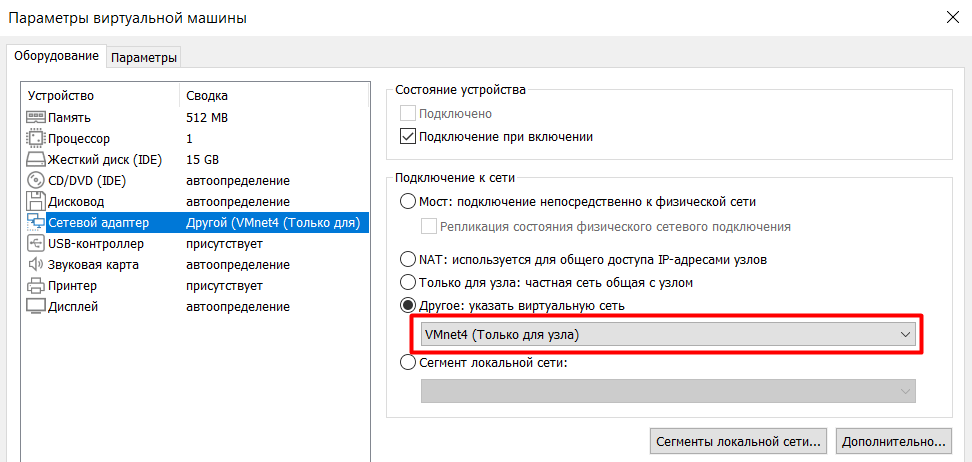 Параметры виртуальной машины
Оборудование Параметры
Устройство Сводка
Память 512 MB
Процессор 1
Жесткий диск (IDE) 15 GB
CD/DVD (IDE) автоопределение
Дисковод автоопределение
Сетевой адаптер Другой (VMnet4 (Только для)
USB-контроллер присутствует
Звуковая карта автоопределение
Принтер присутствует
Дисплей автоопределение
Состояние устройства
Подключено
Подключение при включении
Подключение к сети
Мост: подключение непосредственно к физической сети
Репликация состояния физического сетевого подключения
NAT: используется для общего доступа IP-адресами узлов
Только для узла: частная сеть общая с узлом
Другое: указать виртуальную сеть
VMnet4 (Только для узла)
Сегмент локальной сети:
Сегменты локальной сети... Дополнительно...